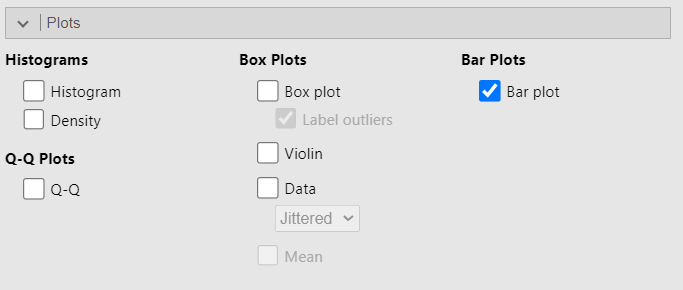 Plots
Histograms
Histogram
Density
Q-Q Plots
Q-Q
Box Plots
Box plot
Label outliers
Violin
Data
Jittered
Mean
Bar Plots
Bar plot